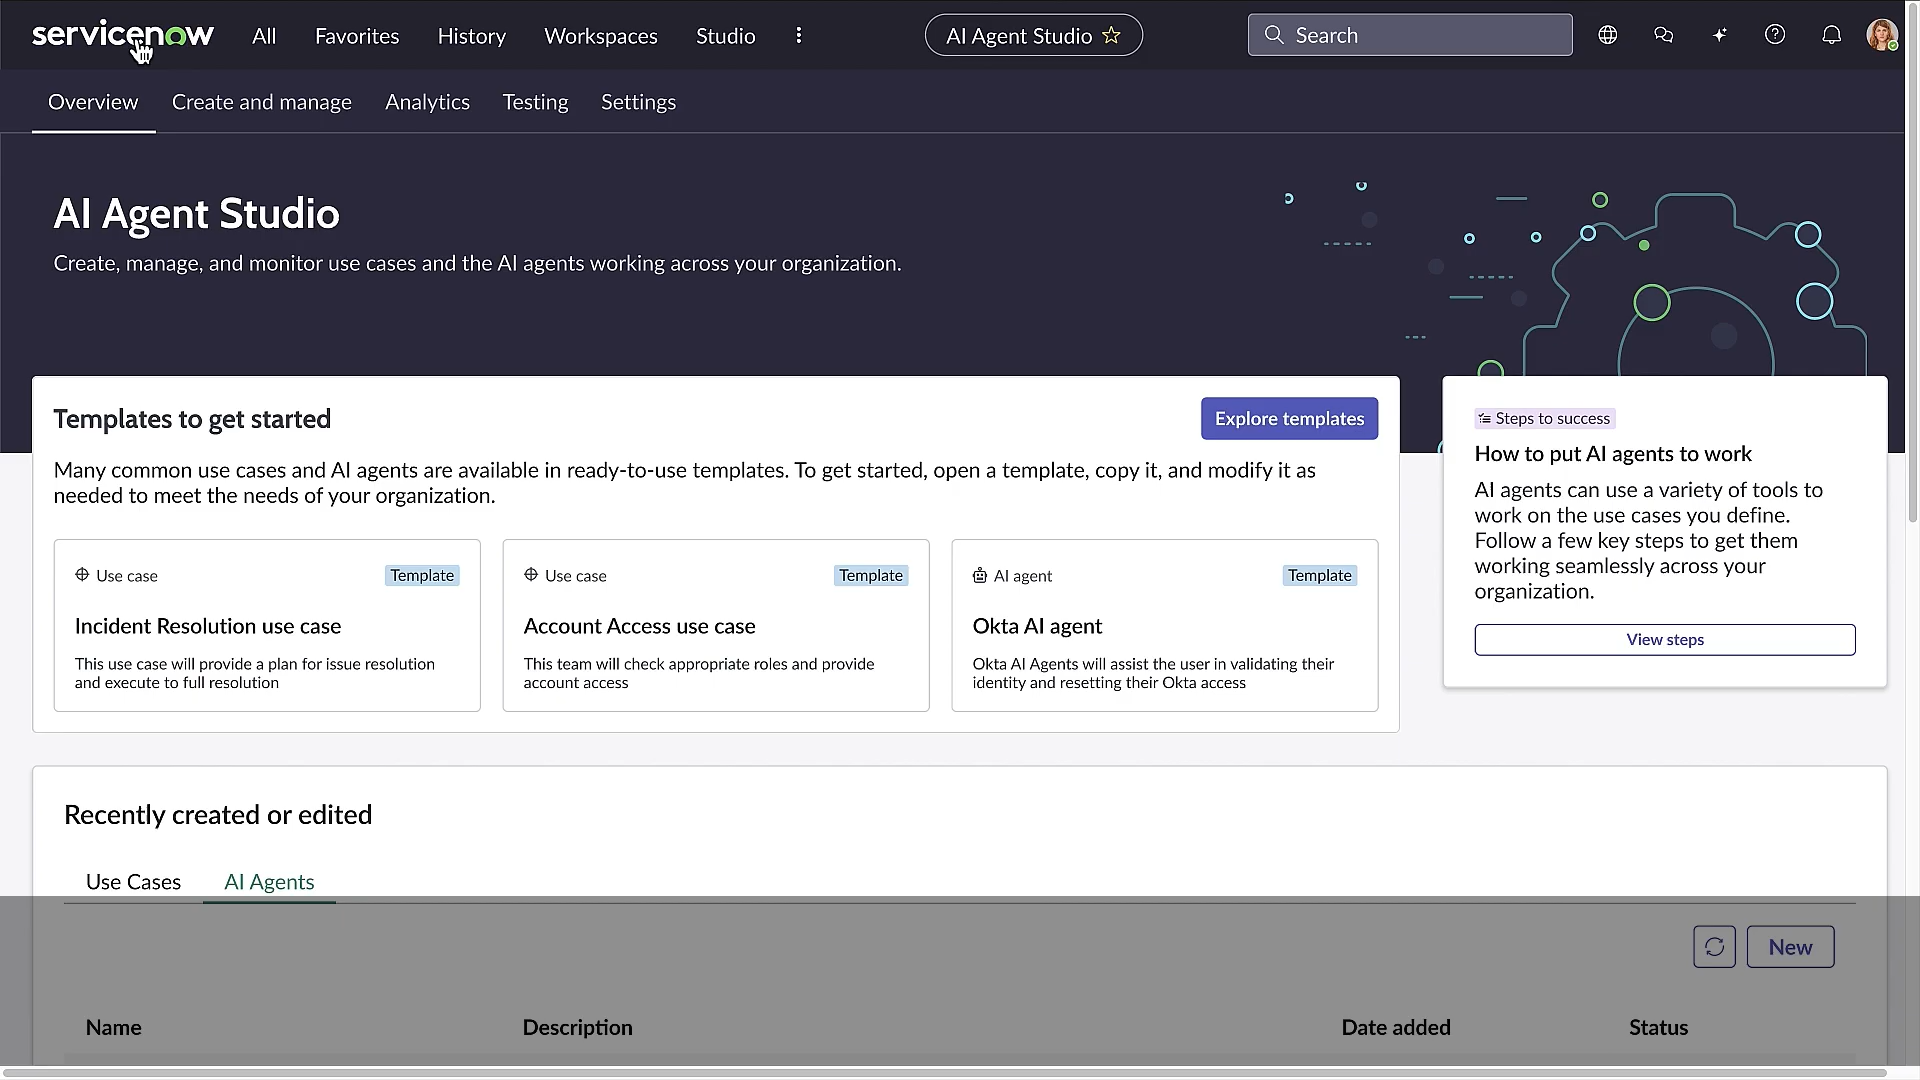 servicenow All Favorites History Workspaces Studio AI Agent Studio Search
Overview Create and manage Analytics Testing Settings
AI Agent Studio
Create, manage, and monitor use cases and the AI agents working across your organization.
Templates to get started
Explore templates
Many common use cases and AI agents are available in ready-to-use templates. To get started, open a template, copy it, and modify it as
needed to meet the needs of your organization.
Use case Template
Incident Resolution use case
This use case will provide a plan for issue resolution
and execute to full resolution
Use case Template
Account Access use case
This team will check appropriate roles and provide
account access
AI agent Template
Okta AI agent
Okta AI Agents will assist the user in validating their
identity and resetting their Okta access
Steps to success
How to put AI agents to work
AI agents can use a variety of tools to
work on the use cases you define.
Follow a few key steps to get them
working seamlessly across your
organization.
View steps
Recently created or edited
Use Cases AI Agents
New
Name Description Date added Status